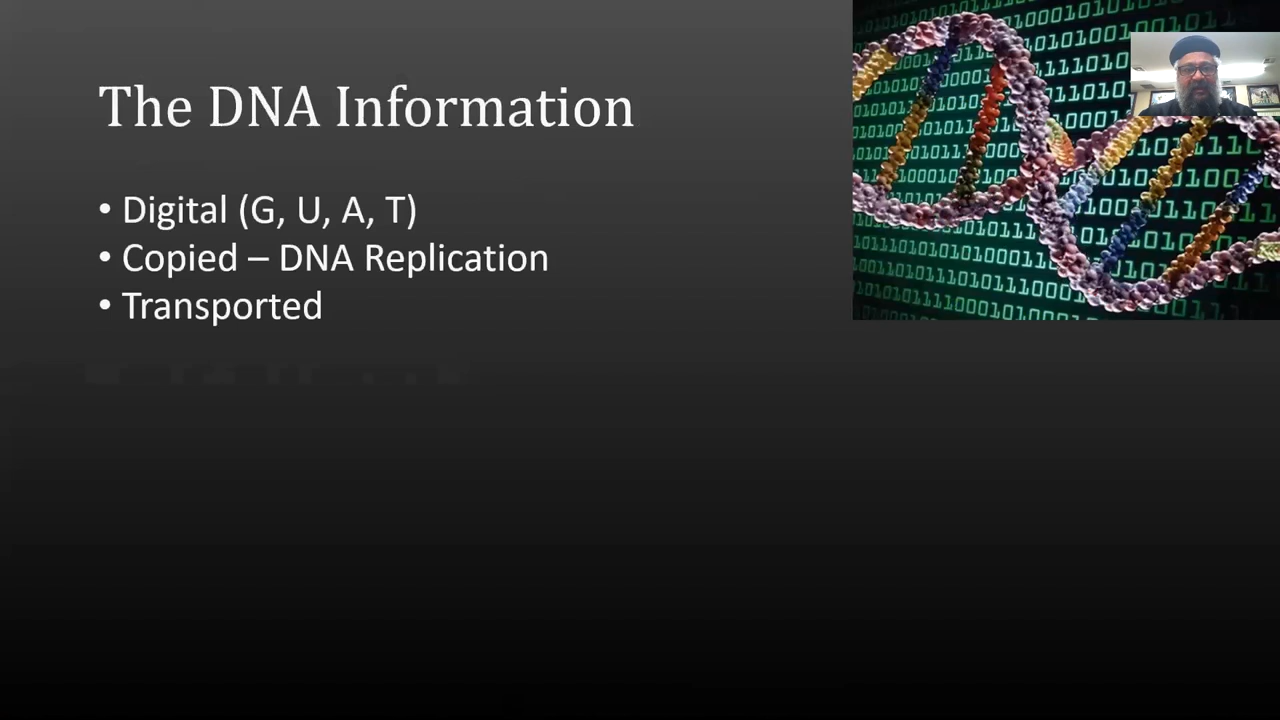 The DNA Information
• Digital (G, U, A, T)
• Copied – DNA Replication
• Transported